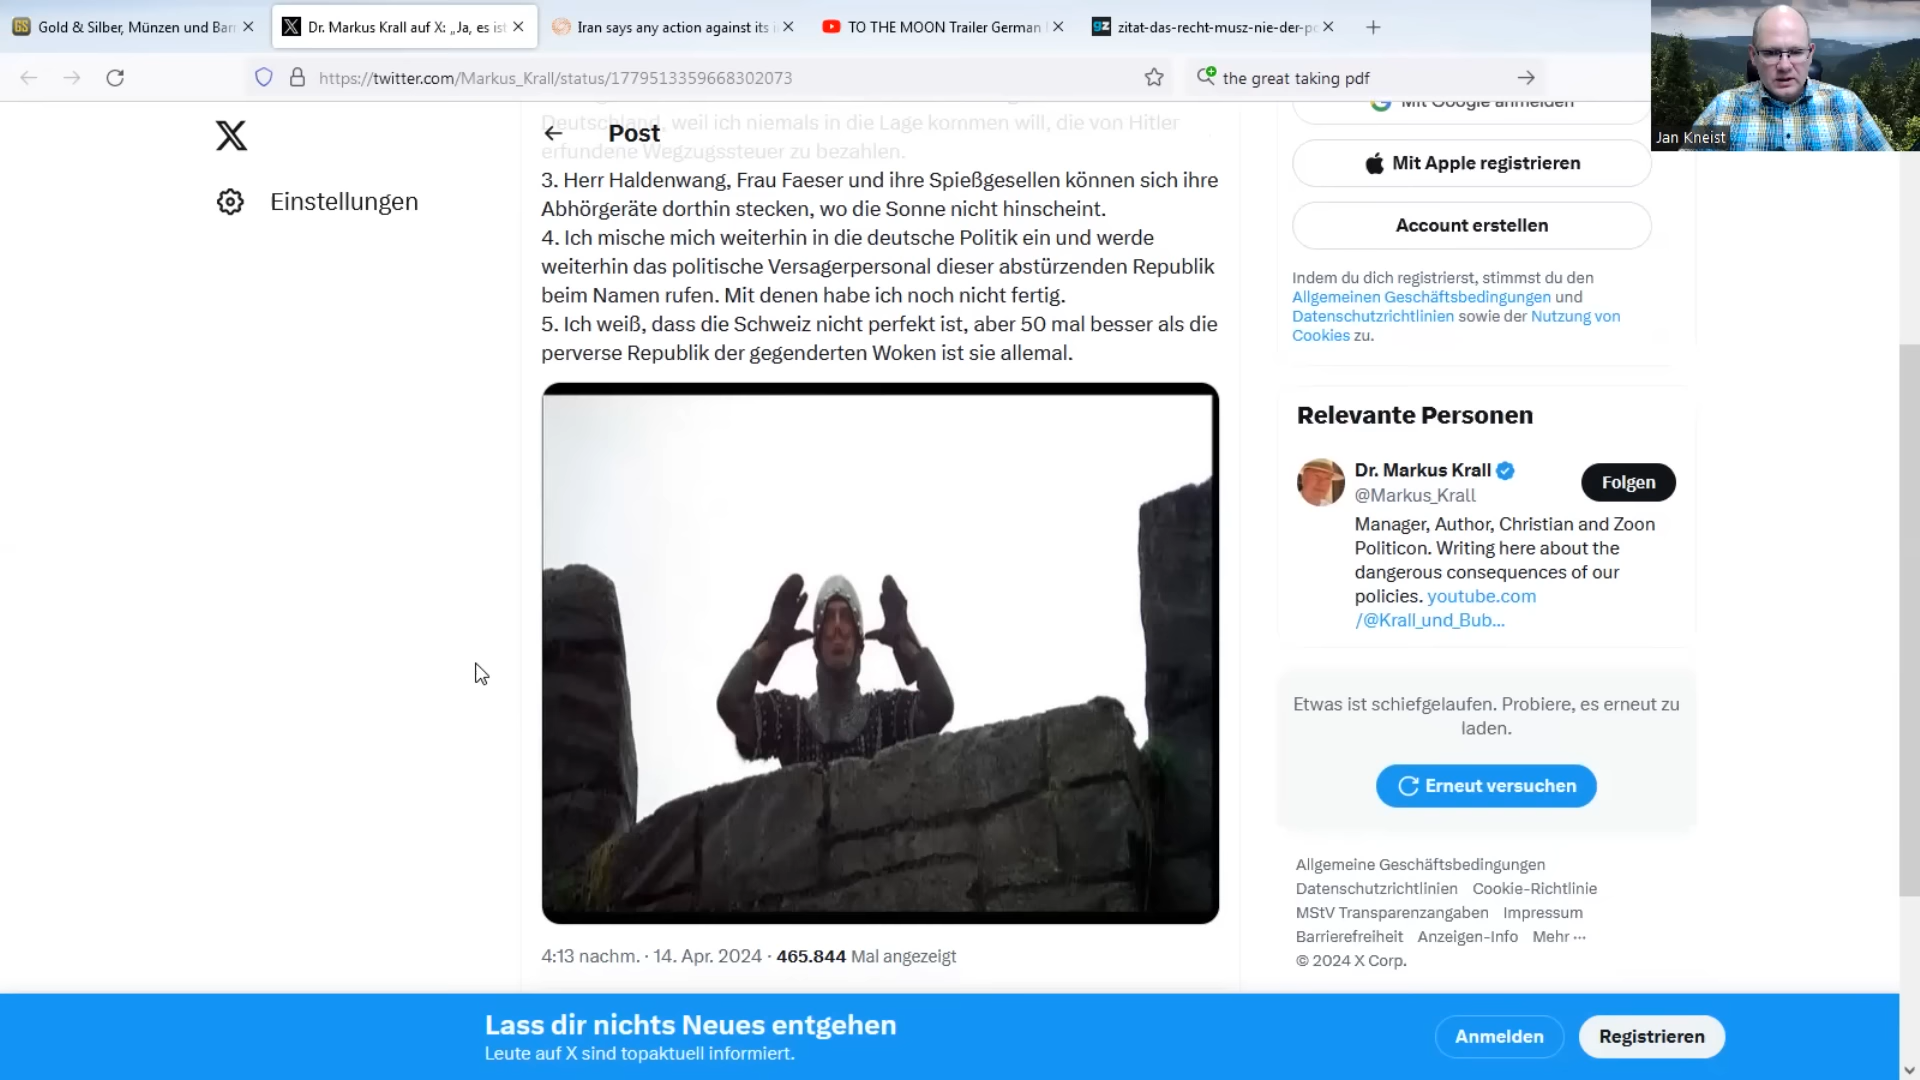 Gold & Silber, Münzen und Barr
Dr. Markus Krall auf X: „Ja, es ist
Iran says any action against its i
TO THE MOON Trailer German
zitat-das-recht-musz-nie-der-po
https://twitter.com/Markus_Krall/status/1779513359668302073
the great taking pdf
Jan Kneist
Einstellungen
Post
Deutschland, weil ich niemals in die Lage kommen will, die von Hitler
erfundene Wegzugssteuer zu bezahlen.
3. Herr Haldenwang, Frau Faeser und ihre Spießgesellen können sich ihre
Abhörgeräte dorthin stecken, wo die Sonne nicht hinscheint.
4. Ich mische mich weiterhin in die deutsche Politik ein und werde
weiterhin das politische Versagerpersonal dieser abstürzenden Republik
beim Namen rufen. Mit denen habe ich noch nicht fertig.
5. Ich weiß, dass die Schweiz nicht perfekt ist, aber 50 mal besser als die
perverse Republik der gegenderten Woken ist sie allemal.
4:13 nachm. · 14. Apr. 2024 · 465.844 Mal angezeigt
Mit Google anmelden
Mit Apple registrieren
Account erstellen
Indem du dich registrierst, stimmst du den
Allgemeinen Geschäftsbedingungen und
Datenschutzrichtlinien sowie der Nutzung von
Cookies zu.
Relevante Personen
Dr. Markus Krall
@Markus_Krall
Folgen
Manager, Author, Christian and Zoon
Politicon. Writing here about the
dangerous consequences of our
policies. youtube.com
/@Krall_und_Bub...
Etwas ist schiefgelaufen. Probiere, es erneut zu
laden.
Erneut versuchen
Allgemeine Geschäftsbedingungen
Datenschutzrichtlinien Cookie-Richtlinie
MStV Transparenzangaben Impressum
Barrierefreiheit Anzeigen-Info Mehr ···
© 2024 X Corp.
Lass dir nichts Neues entgehen
Leute auf X sind topaktuell informiert.
Anmelden
Registrieren